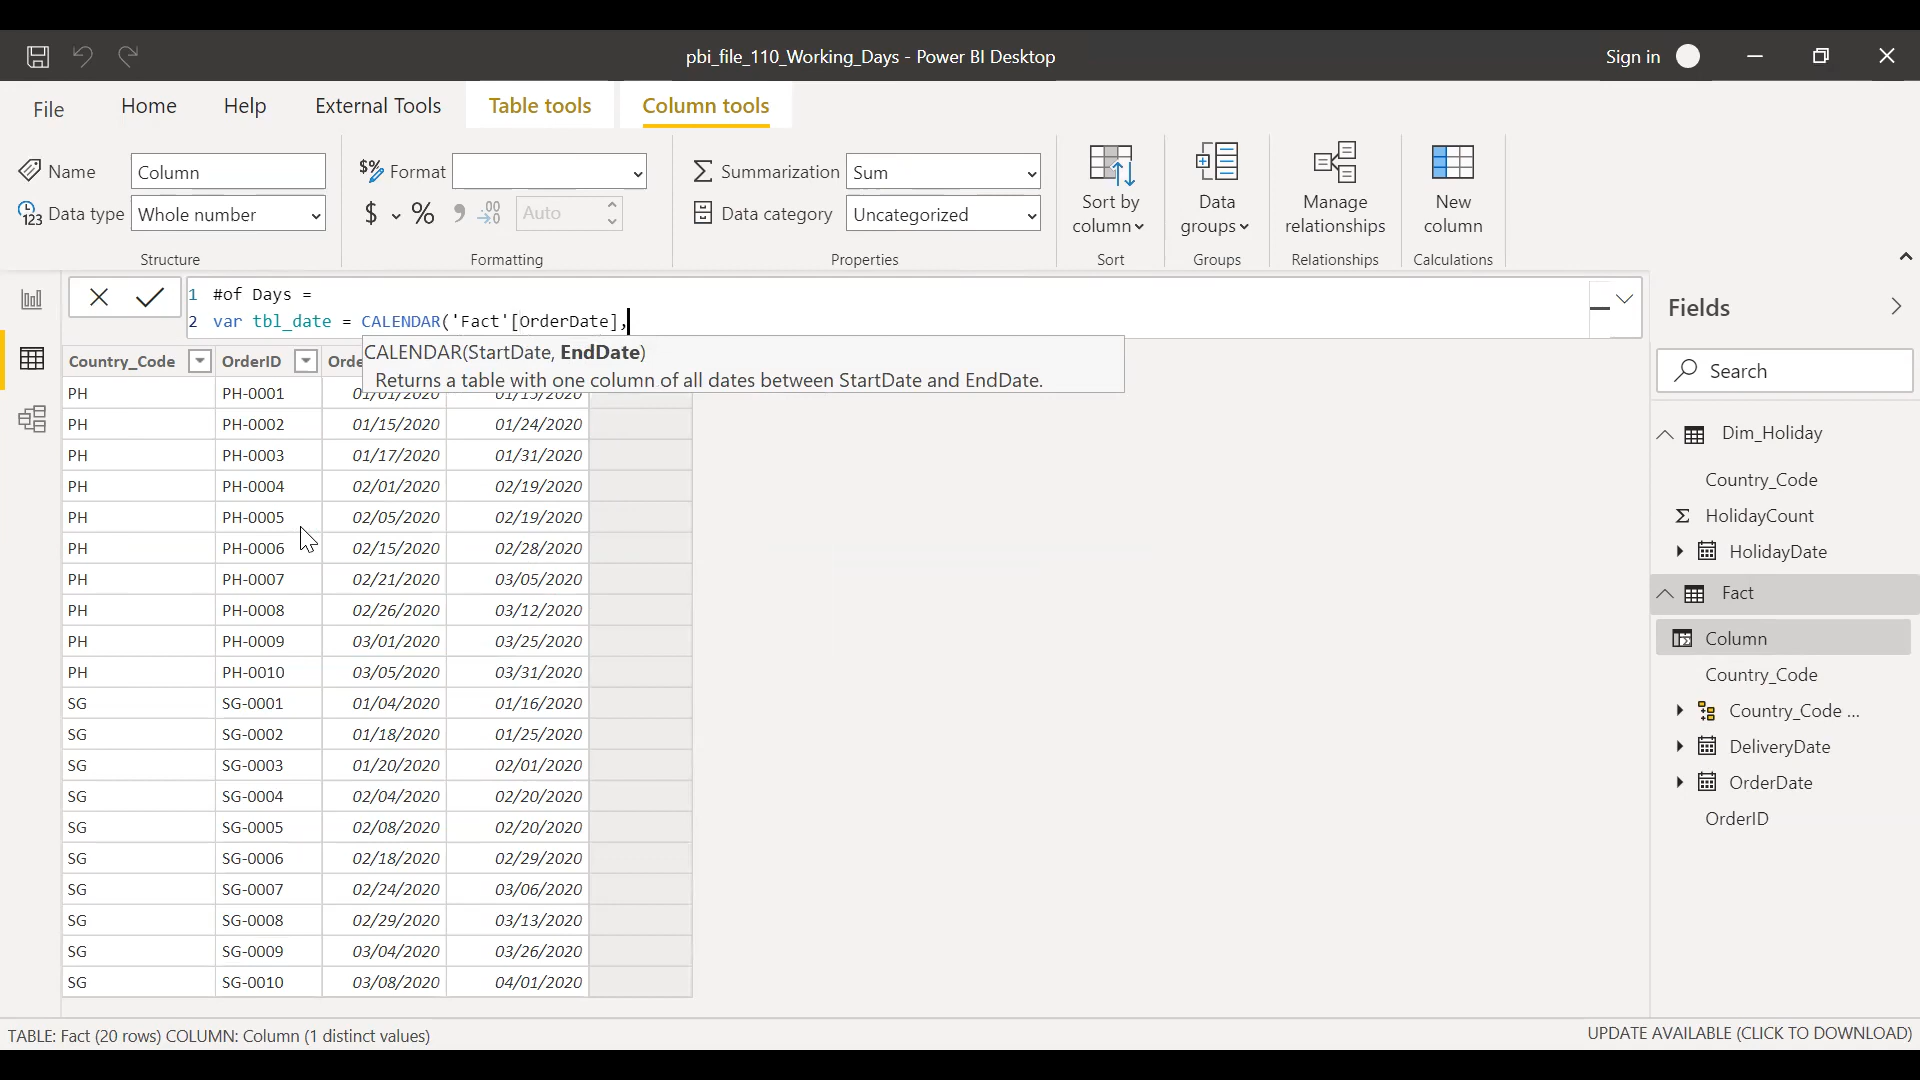 pbi_file_110_Working_Days - Power BI Desktop
Sign in
File Home Help External Tools Table tools Column tools
Name Column
Data type Whole number
Structure
$% Format
$ % 9 .00 Auto
Formatting
Summarization Sum
Data category Uncategorized
Properties
Sort by
column
Sort
Data
groups
Groups
Manage
relationships
Relationships
New
column
Calculations
1 #of Days =
2 var tbl_date = CALENDAR('Fact'[OrderDate],
CALENDAR(StartDate, EndDate)
Returns a table with one column of all dates between StartDate and EndDate.
Country_Code OrderID Orde
PH PH-0001 01/01/2020 01/15/2020
PH PH-0002 01/15/2020 01/24/2020
PH PH-0003 01/17/2020 01/31/2020
PH PH-0004 02/01/2020 02/19/2020
PH PH-0005 02/05/2020 02/19/2020
PH PH-0006 02/15/2020 02/28/2020
PH PH-0007 02/21/2020 03/05/2020
PH PH-0008 02/26/2020 03/12/2020
PH PH-0009 03/01/2020 03/25/2020
PH PH-0010 03/05/2020 03/31/2020
SG SG-0001 01/04/2020 01/16/2020
SG SG-0002 01/18/2020 01/25/2020
SG SG-0003 01/20/2020 02/01/2020
SG SG-0004 02/04/2020 02/20/2020
SG SG-0005 02/08/2020 02/20/2020
SG SG-0006 02/18/2020 02/29/2020
SG SG-0007 02/24/2020 03/06/2020
SG SG-0008 02/29/2020 03/13/2020
SG SG-0009 03/04/2020 03/26/2020
SG SG-0010 03/08/2020 04/01/2020
Fields
Search
Dim_Holiday
Country_Code
Σ HolidayCount
HolidayDate
Fact
Column
Country_Code
Country_Code ...
DeliveryDate
OrderDate
OrderID
TABLE: Fact (20 rows) COLUMN: Column (1 distinct values)
UPDATE AVAILABLE (CLICK TO DOWNLOAD)